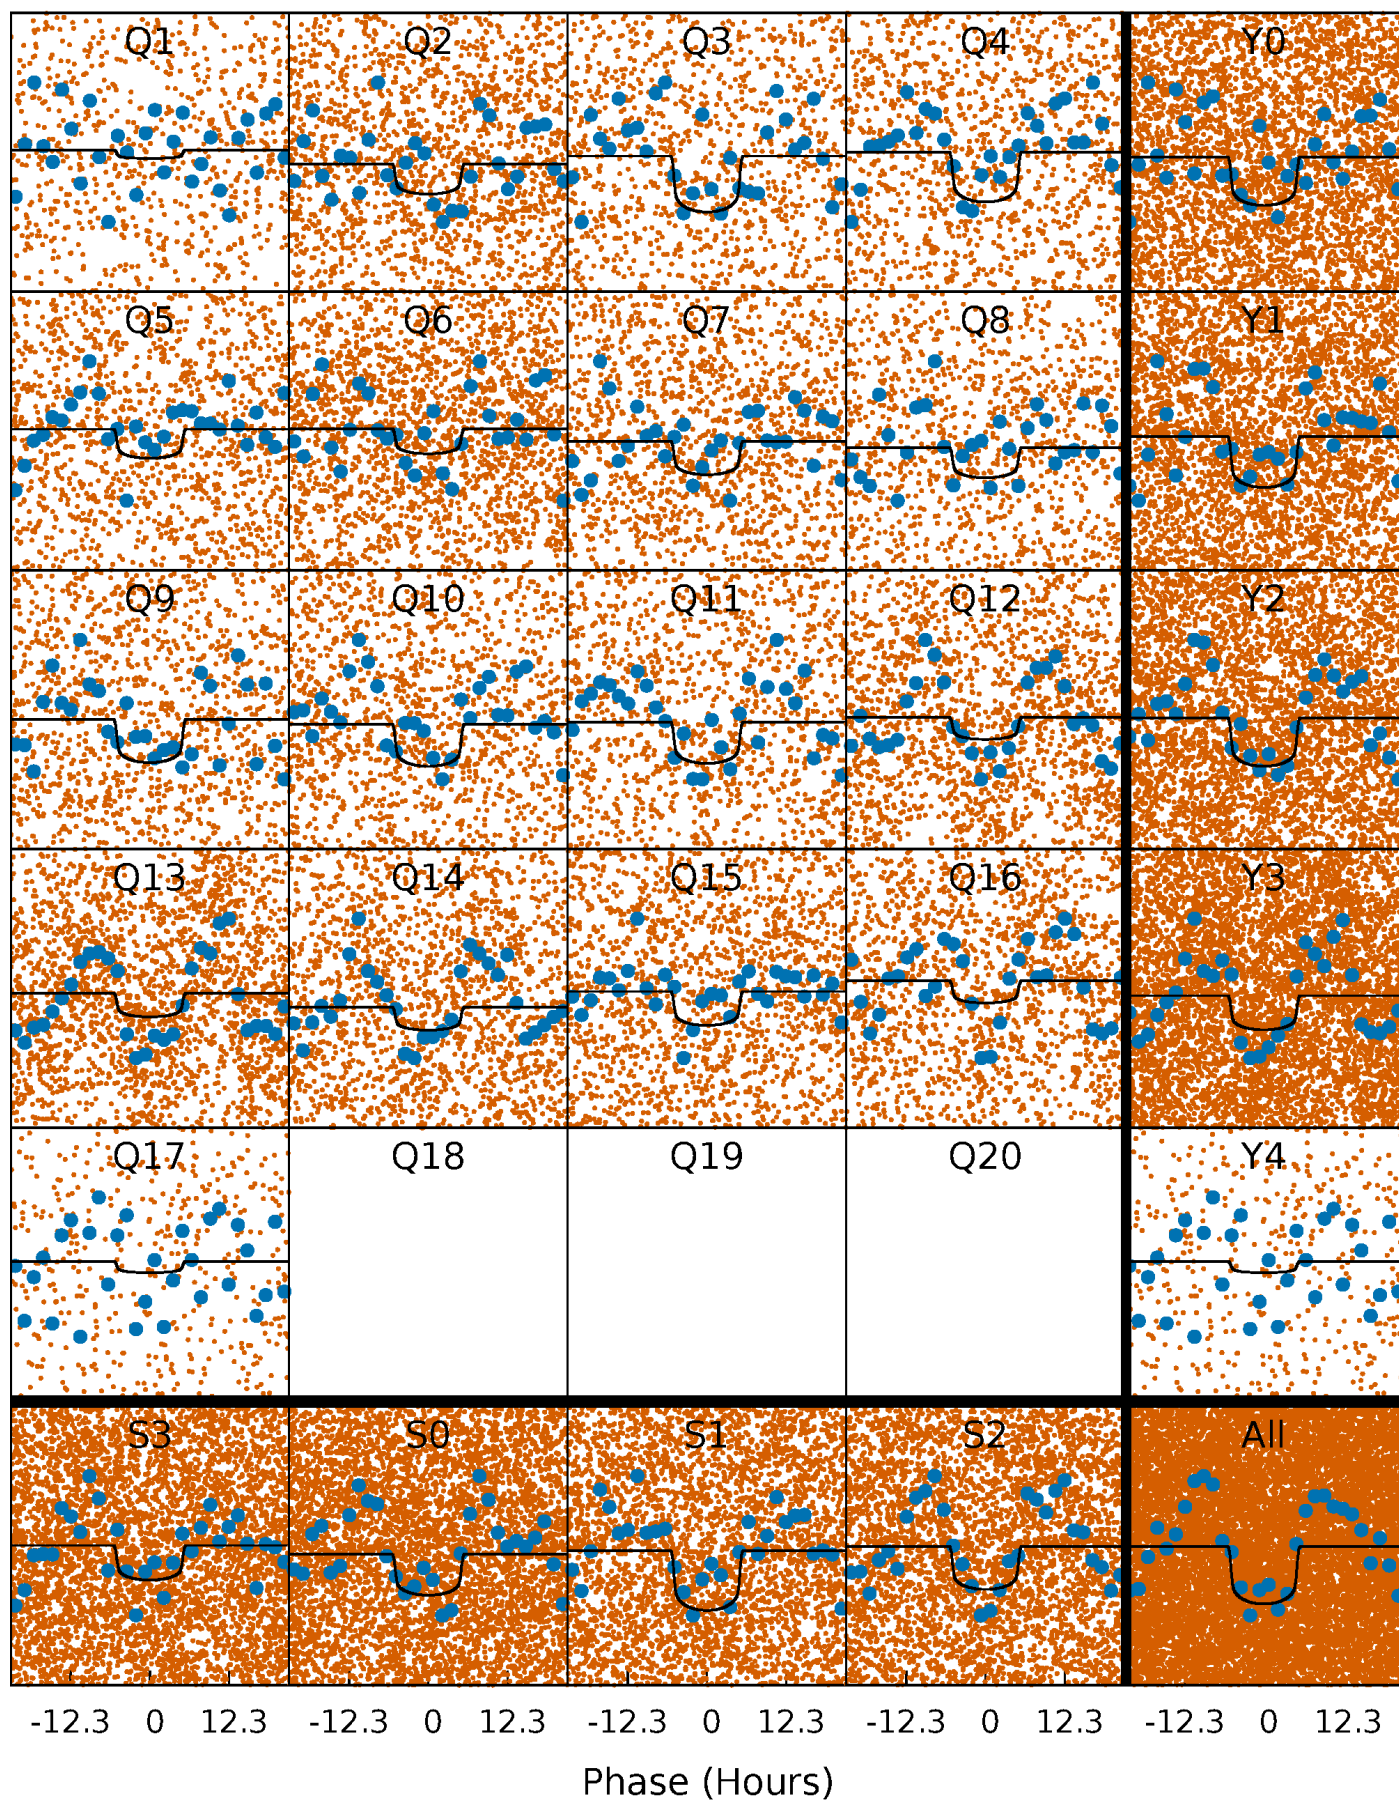 Q1 Q2 Q3 Q4 Y0
Q5 Q6 Q7 Q8 Y1
Q9 Q10 Q11 Q12 Y2
Q13 Q14 Q15 Q16 Y3
Q17 Q18 Q19 Q20 Y4
S3 S0 S1 S2 All
-12.3 0 12.3 -12.3 0 12.3 -12.3 0 12.3 -12.3 0 12.3 -12.3 0 12.3
Phase (Hours)